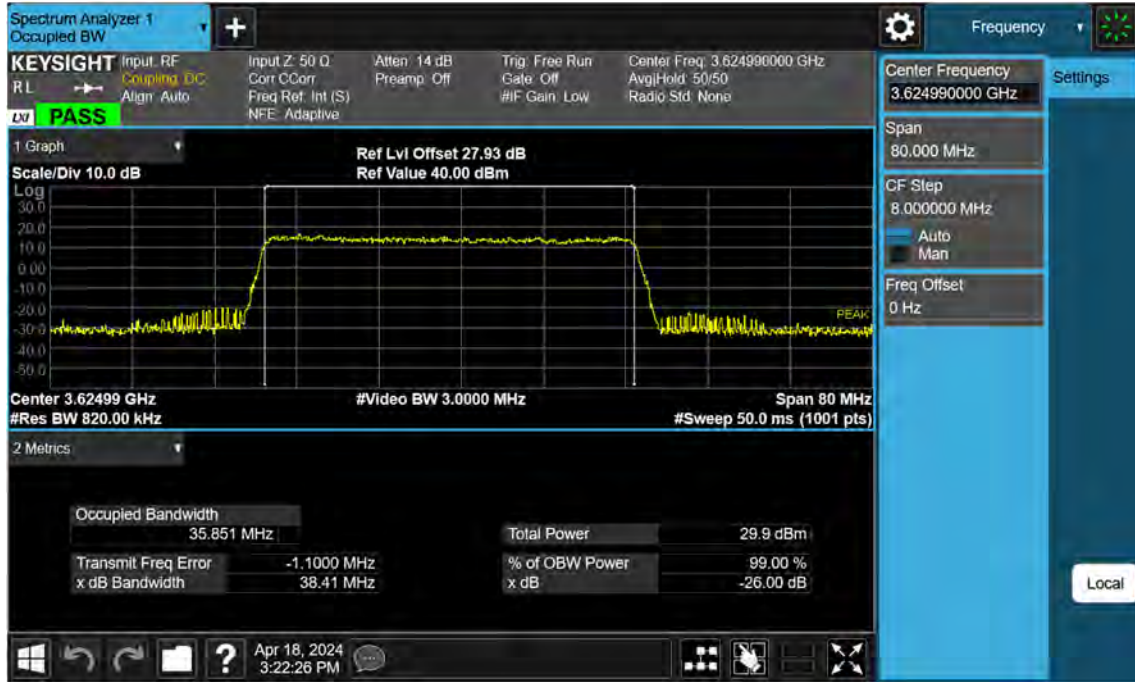 Spectrum Analyzer 1
Occupied BW
+
Frequency
KEYSIGHT
RL
LXI PASS
Input: RF
Coupling: DC
Align: Auto
Input Z: 50 Ω
Corr CCorr
Freq Ref: Int (S)
NFE: Adaptive
Atten: 14 dB
Preamp: Off
Trig: Free Run
Gate: Off
#IF Gain: Low
Center Freq: 3.624990000 GHz
Avg|Hold: 50/50
Radio Std: None
1 Graph
Scale/Div 10.0 dB
Ref Lvl Offset 27.93 dB
Ref Value 40.00 dBm
Log
30.0
20.0
10.0
0.00
-10.0
-20.0
-30.0
-40.0
-50.0
PEAK
Center 3.62499 GHz
#Res BW 820.00 kHz
#Video BW 3.0000 MHz
Span 80 MHz
#Sweep 50.0 ms (1001 pts)
2 Metrics
Occupied Bandwidth
35.851 MHz
Total Power 29.9 dBm
Transmit Freq Error -1.1000 MHz
% of OBW Power 99.00 %
x dB Bandwidth 38.41 MHz
x dB -26.00 dB
?
Apr 18, 2024
3:22:26 PM
Center Frequency
3.624990000 GHz
Settings
Span
80.000 MHz
CF Step
8.000000 MHz
Auto
Man
Freq Offset
0 Hz
Local